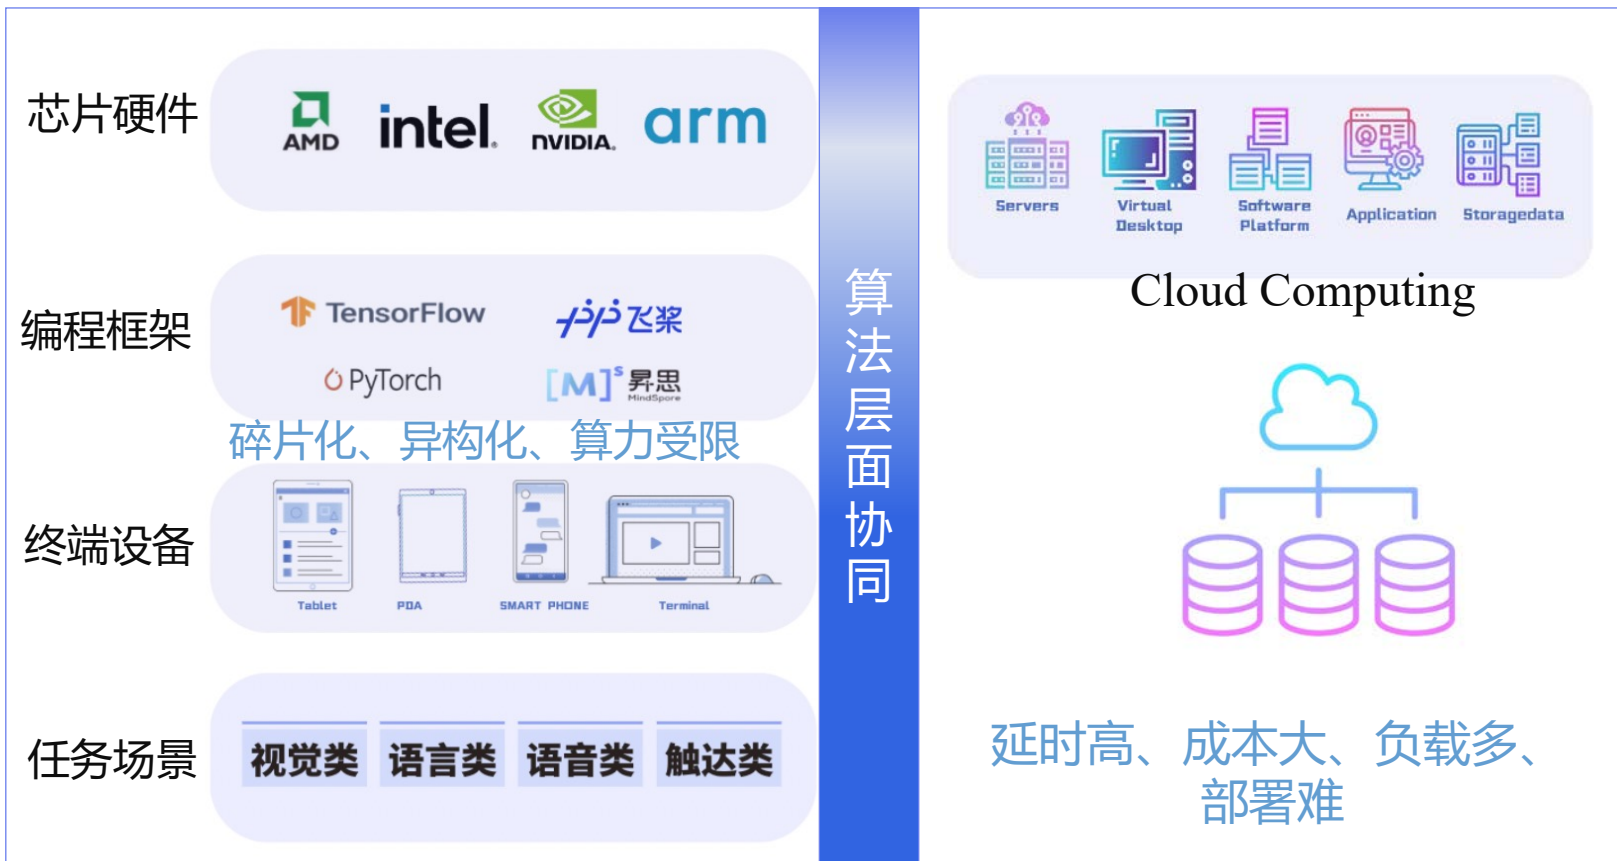 芯片硬件
AMD
intel.
NVIDIA.
arm
编程框架
TensorFlow
飞桨
PyTorch
[M]s 昇思
MindSpore
碎片化、异构化、算力受限
终端设备
Tablet
PDA
SMART PHONE
Terminal
任务场景
视觉类
语言类
语音类
触达类
算法层面协同
Servers
Virtual
Desktop
Software
Platform
Application
Storagedata
Cloud Computing
延时高、成本大、负载多、
部署难